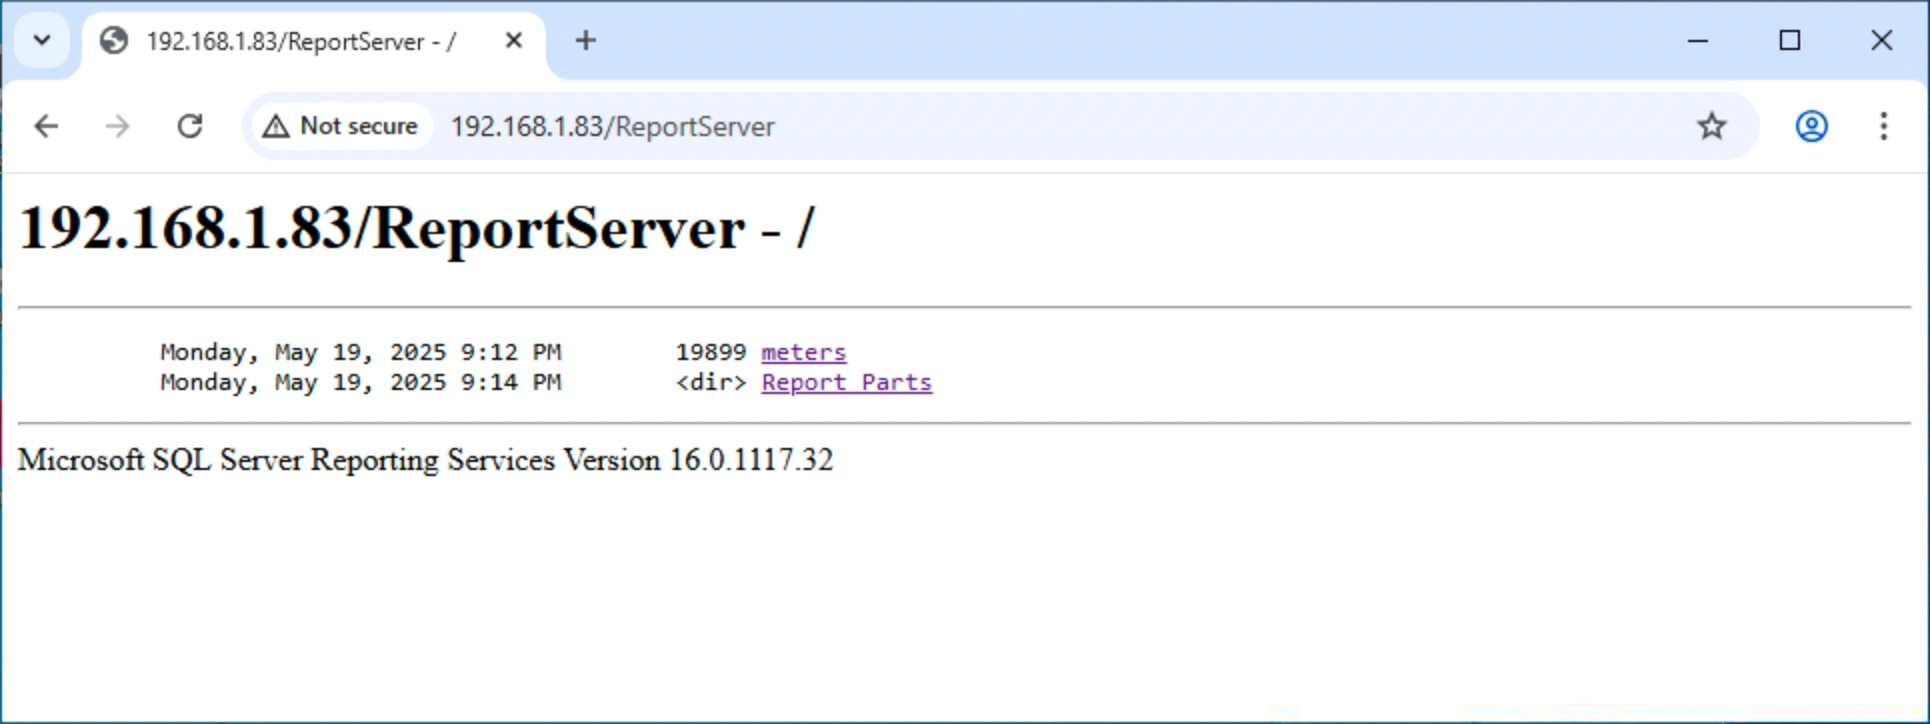 192.168.1.83/ReportServer - /
Not secure 192.168.1.83/ReportServer
192.168.1.83/ReportServer - /
Monday, May 19, 2025 9:12 PM 19899 meters
Monday, May 19, 2025 9:14 PM <dir> Report Parts
Microsoft SQL Server Reporting Services Version 16.0.1117.32